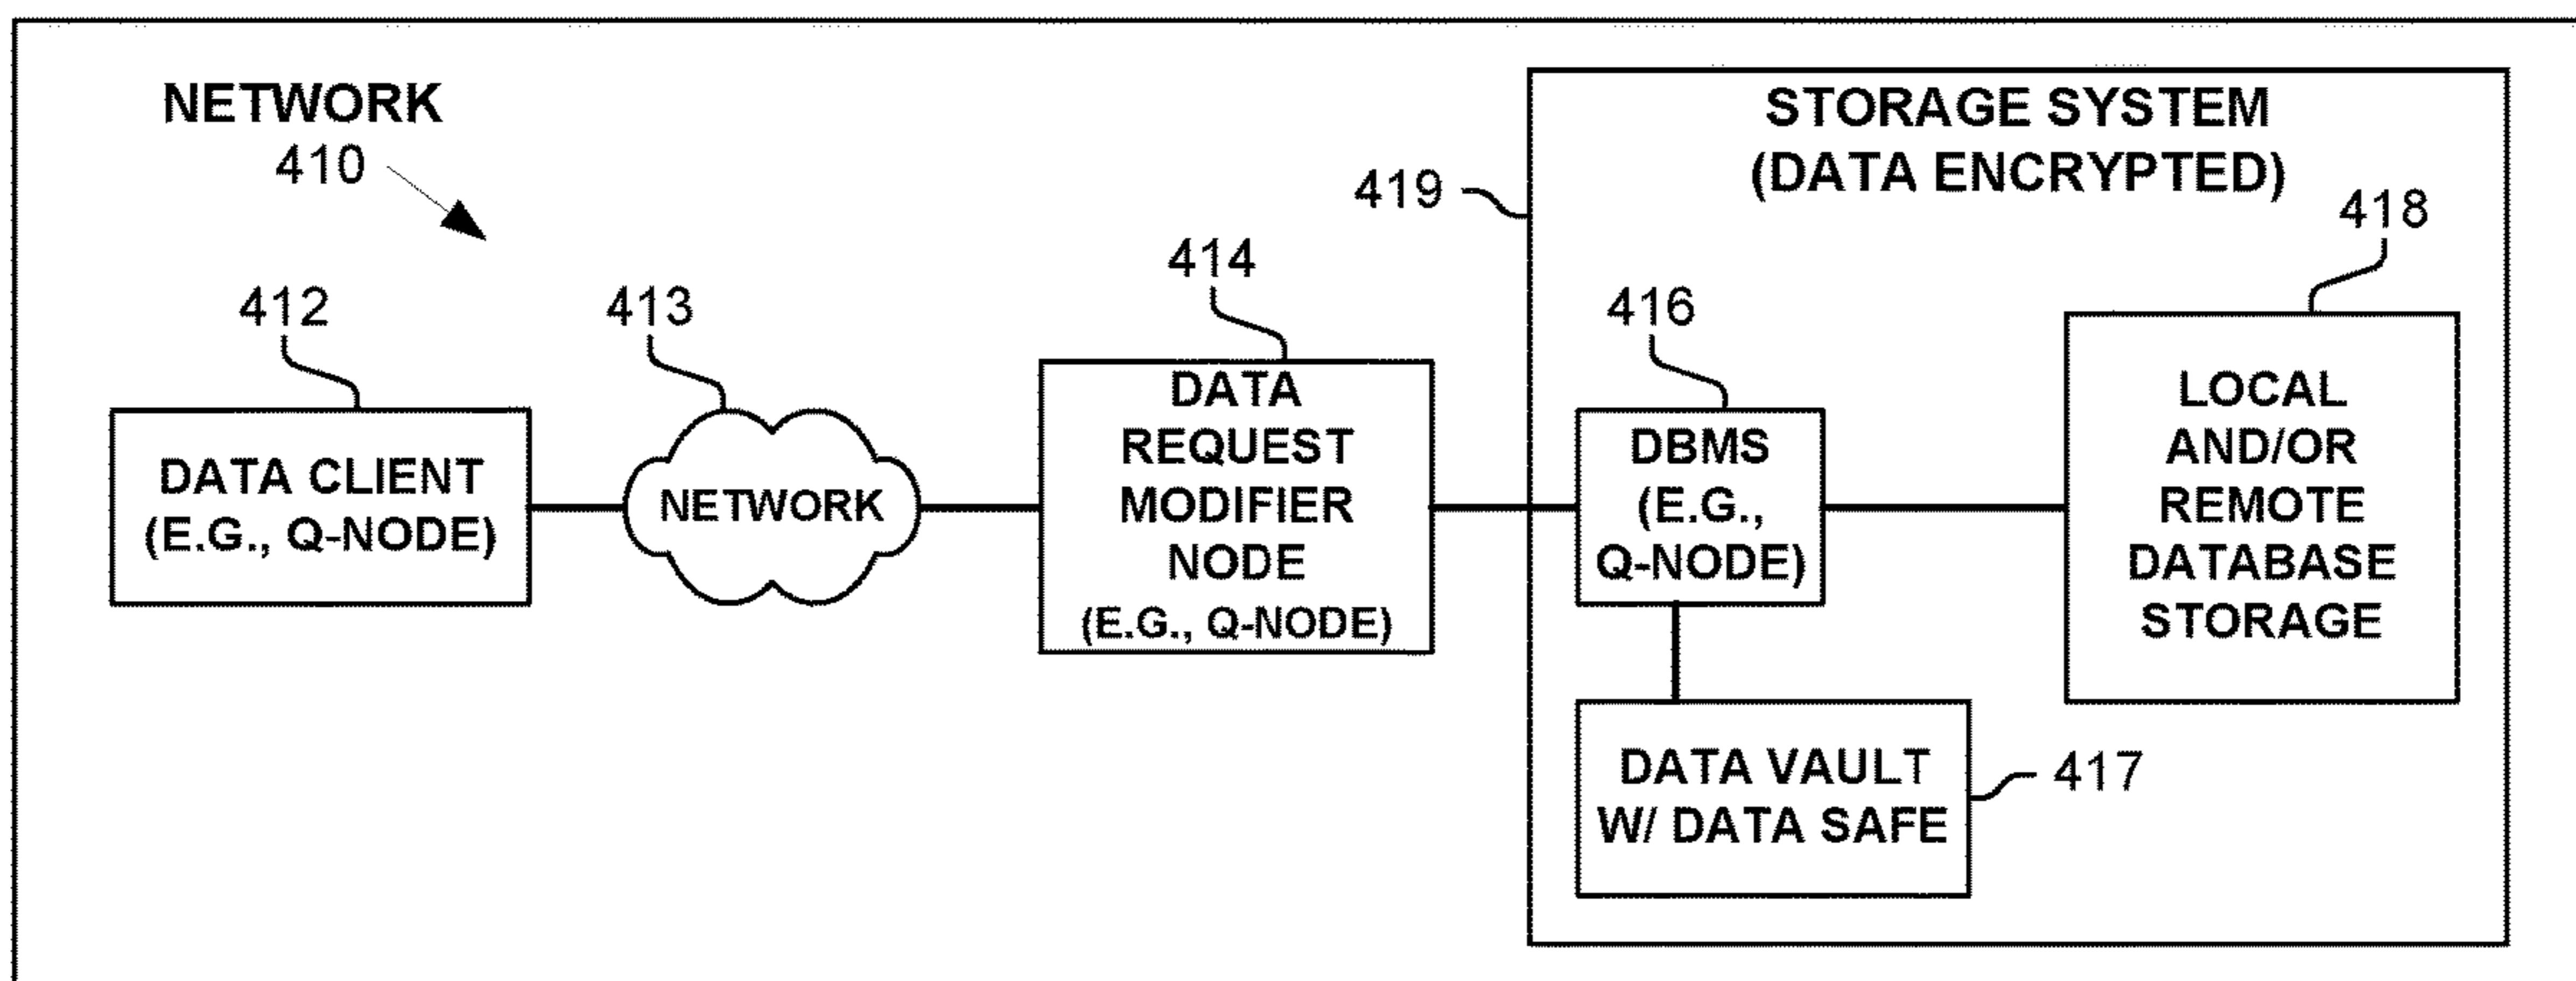 NETWORK
410
STORAGE SYSTEM
(DATA ENCRYPTED)
419
418
414
412
413
416
DATA CLIENT
(E.G., Q-NODE)
NETWORK
DATA
REQUEST
MODIFIER
NODE
(E.G., Q-NODE)
DBMS
(E.G.,
Q-NODE)
LOCAL
AND/OR
REMOTE
DATABASE
STORAGE
DATA VAULT
W/ DATA SAFE
417